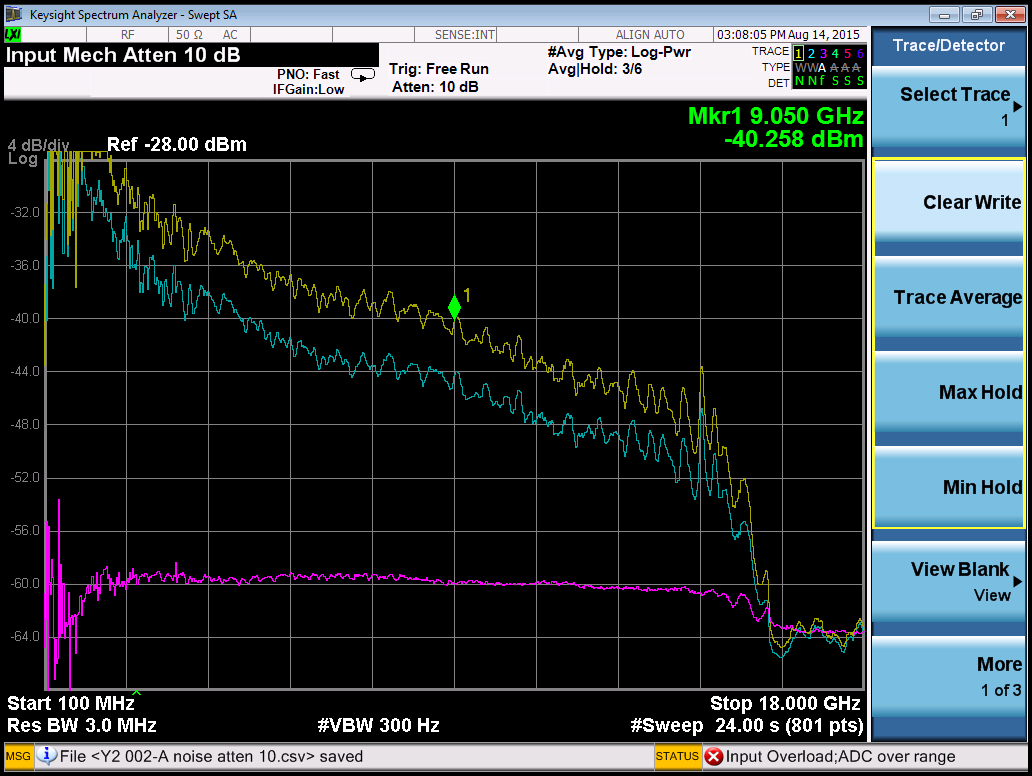 Keysight Spectrum Analyzer - Swept SA
LXI
RF 50 Ω AC SENSE:INT ALIGN AUTO 03:08:05 PM Aug 14, 2015
Input Mech Atten 10 dB
PNO: Fast
IFGain:Low
Trig: Free Run
Atten: 10 dB
#Avg Type: Log-Pwr
Avg|Hold: 3/6
TRACE 1 2 3 4 5 6
TYPE W W A A A A
DET N N f S S S
Mkr1 9.050 GHz
-40.258 dBm
4 dB/div
Log
Ref -28.00 dBm
1
-32.0
-36.0
-40.0
-44.0
-48.0
-52.0
-56.0
-60.0
-64.0
Start 100 MHz
Stop 18.000 GHz
Res BW 3.0 MHz
#VBW 300 Hz
#Sweep 24.00 s (801 pts)
MSG
File <Y2 002-A noise atten 10.csv> saved
STATUS
Input Overload;ADC over range
Trace/Detector
Select Trace
1
Clear Write
Trace Average
Max Hold
Min Hold
View Blank
View
More
1 of 3